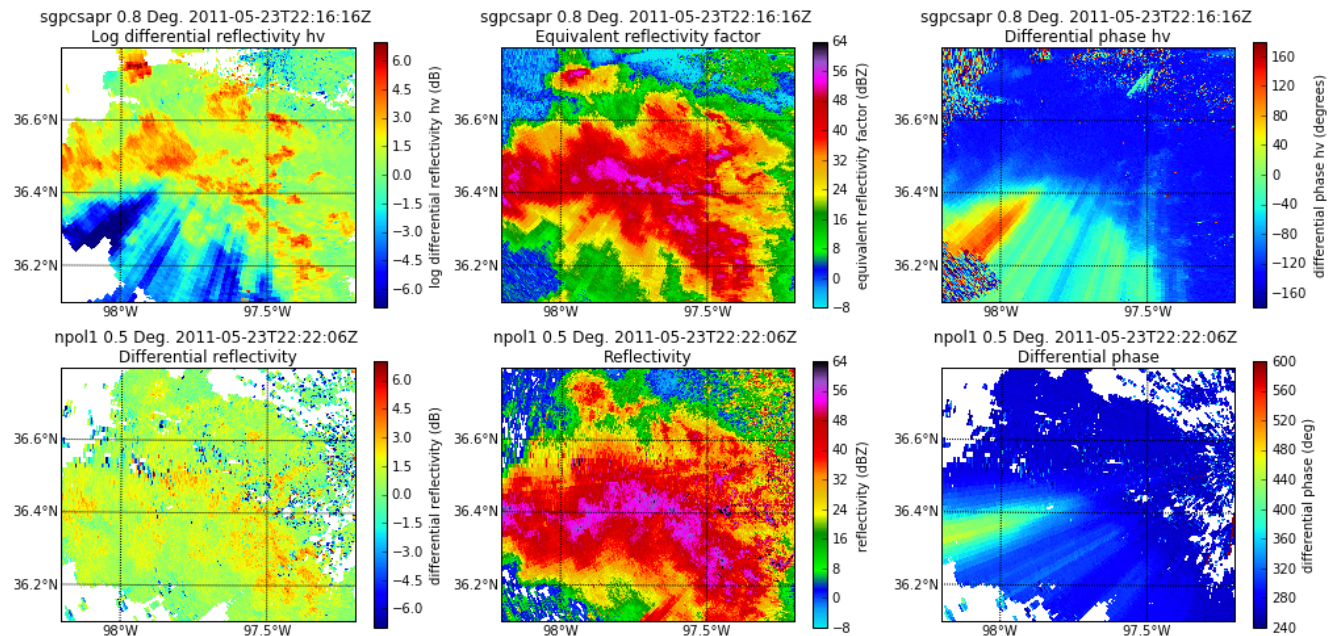 sgpcsapr 0.8 Deg. 2011-05-23T22:16:16Z
Log differential reflectivity hv
36.6°N
36.4°N
36.2°N
98°W
97.5°W
6.0
4.5
3.0
1.5
0.0
−1.5
−3.0
−4.5
−6.0
log differential reflectivity hv (dB)
sgpcsapr 0.8 Deg. 2011-05-23T22:16:16Z
Equivalent reflectivity factor
36.6°N
36.4°N
36.2°N
98°W
97.5°W
64
56
48
40
32
24
16
8
0
−8
equivalent reflectivity factor (dBZ)
sgpcsapr 0.8 Deg. 2011-05-23T22:16:16Z
Differential phase hv
36.6°N
36.4°N
36.2°N
98°W
97.5°W
160
120
80
40
0
−40
−80
−120
−160
differential phase hv (degrees)
npol1 0.5 Deg. 2011-05-23T22:22:06Z
Differential reflectivity
36.6°N
36.4°N
36.2°N
98°W
97.5°W
6.0
4.5
3.0
1.5
0.0
−1.5
−3.0
−4.5
−6.0
differential reflectivity (dB)
npol1 0.5 Deg. 2011-05-23T22:22:06Z
Reflectivity
36.6°N
36.4°N
36.2°N
98°W
97.5°W
64
56
48
40
32
24
16
8
0
−8
reflectivity (dBZ)
npol1 0.5 Deg. 2011-05-23T22:22:06Z
Differential phase
36.6°N
36.4°N
36.2°N
98°W
97.5°W
600
560
520
480
440
400
360
320
280
240
differential phase (deg)